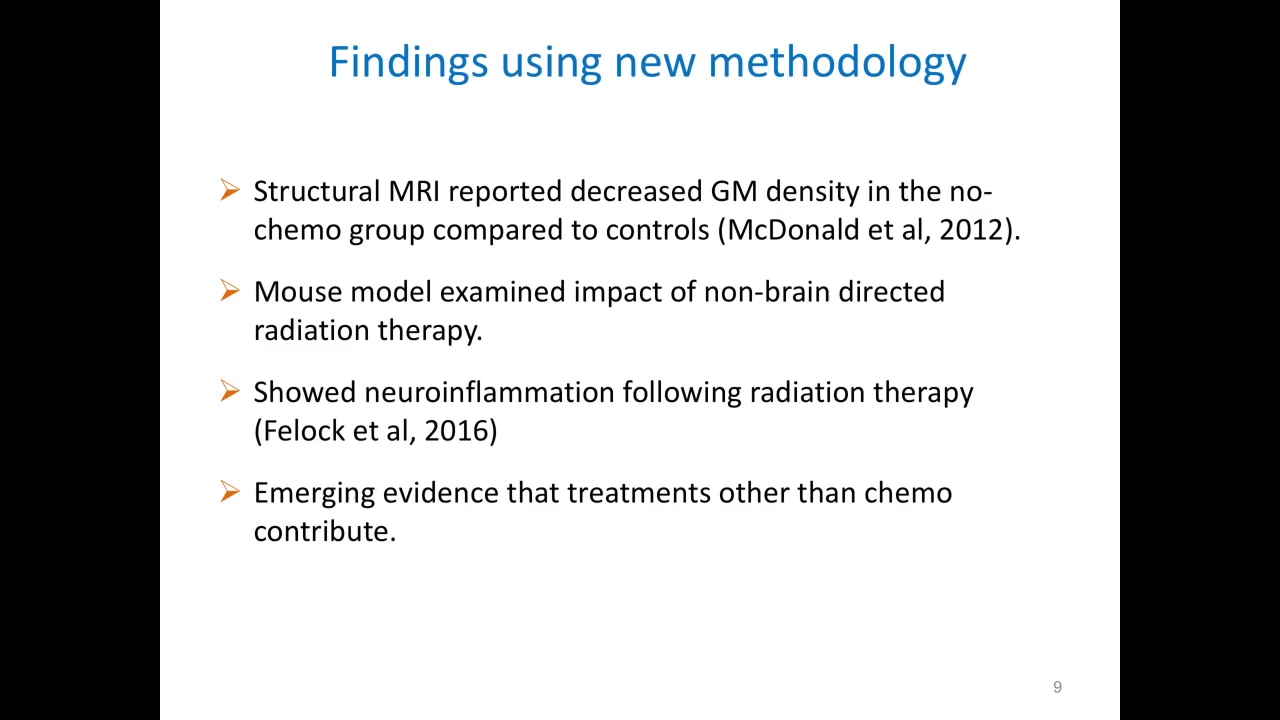 Findings using new methodology
Structural MRI reported decreased GM density in the no-
chemo group compared to controls (McDonald et al, 2012).
Mouse model examined impact of non-brain directed
radiation therapy.
Showed neuroinflammation following radiation therapy
(Felock et al, 2016)
Emerging evidence that treatments other than chemo
contribute.
9